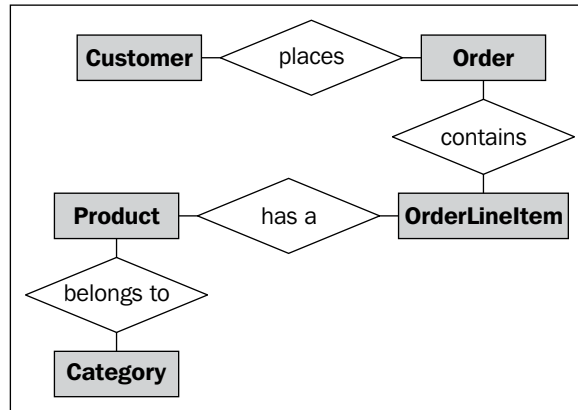 Customer places Order
contains
Product has a OrderLineItem
belongs to
Category